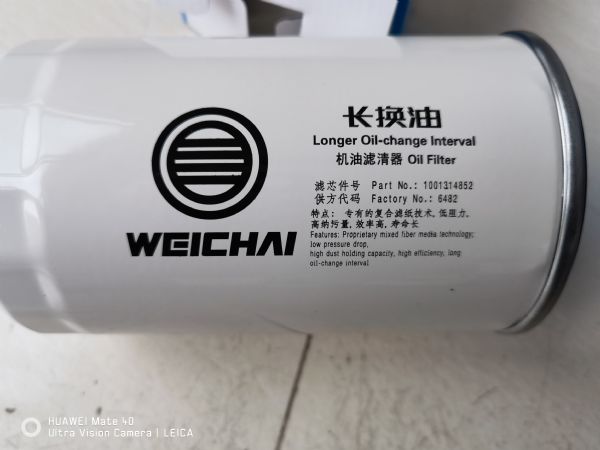 长换油
Longer Oil-change Interval
机油滤清器 Oil Filter
滤芯件号 Part No.: 1001314852
供方代码 Factory No.: 6482
特点: 专有的复合滤纸技术,低阻力,
高纳污量,效率高,寿命长
Features: Proprietary mixed fiber media technology;
low pressure drop,
high dust holding capacity, high efficiency, long
oil-change interval
WEICHAI
HUAWEI Mate 40
Ultra Vision Camera | LEICA